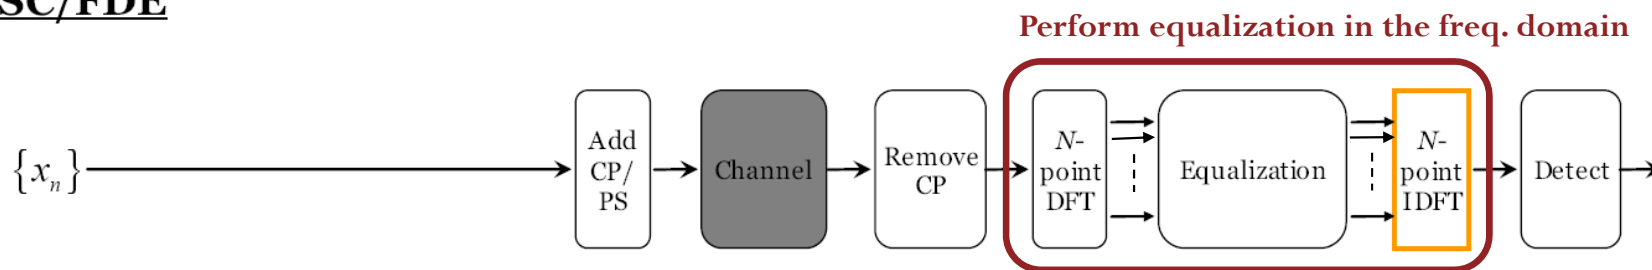 SC/FDE
Perform equalization in the freq. domain
{xn}
Add
CP/
PS
Channel
Remove
CP
N-
point
DFT
Equalization
N-
point
IDFT
Detect